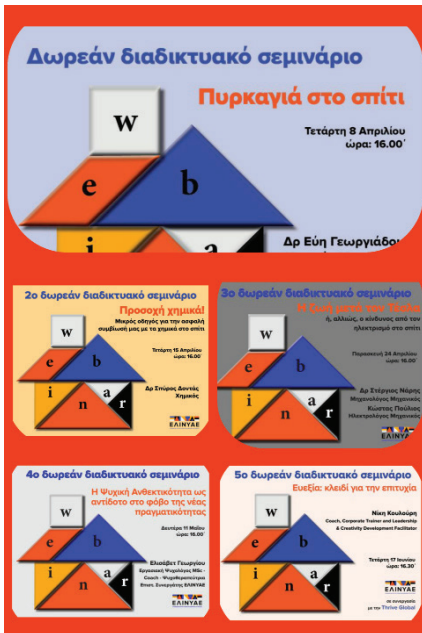 Δωρεάν διαδικτυακό σεμινάριο
Πυρκαγιά στο σπίτι
Τετάρτη 8 Απριλίου
ώρα: 16.00΄
w
e
b
i
a
Δρ Εύη Γεωργιάδου
2ο δωρεάν διαδικτυακό σεμινάριο
Προσοχή χημικά!
Μικρός οδηγός για την ασφαλή
συμβίωσή μας με τα χημικά στο σπίτι
Τετάρτη 15 Απριλίου
ώρα: 16.00΄
w
e
b
i
n
a
r
Δρ Σπύρος Δοντάς
Χημικός
ΕΛΙΝΥΑΕ
3ο δωρεάν διαδικτυακό σεμινάριο
Η ζωή μετά τον Τέσλα
ή, αλλιώς, ο κίνδυνος από τον
ηλεκτρισμό στο σπίτι
Παρασκευή 24 Απριλίου
ώρα: 16.00΄
w
e
b
i
n
a
r
Δρ Στέργιος Νάρης
Μηχανολόγος Μηχανικός
Κώστας Πούλιος
Ηλεκτρολόγος Μηχανικός
ΕΛΙΝΥΑΕ
4ο δωρεάν διαδικτυακό σεμινάριο
Η Ψυχική Ανθεκτικότητα ως
αντίδοτο στο φόβο της νέας
πραγματικότητας
Δευτέρα 11 Μαΐου
ώρα: 16.00΄
w
e
b
i
n
a
r
Ελισάβετ Γεωργίου
Εργασιακή Ψυχολόγος MSc -
Coach - Ψυχοθεραπεύτρια
Επιστ. Συνεργάτης ΕΛΙΝΥΑΕ
ΕΛΙΝΥΑΕ
5ο δωρεάν διαδικτυακό σεμινάριο
Ευεξία: κλειδί για την επιτυχία
Νίκη Κουλούρη
Coach, Corporate Trainer and Leadership
& Creativity Development Facilitator
Τετάρτη 17 Ιουνίου
ώρα: 16.30΄
w
e
b
i
n
a
r
ΕΛΙΝΥΑΕ
σε συνεργασία
με την Thrive Global